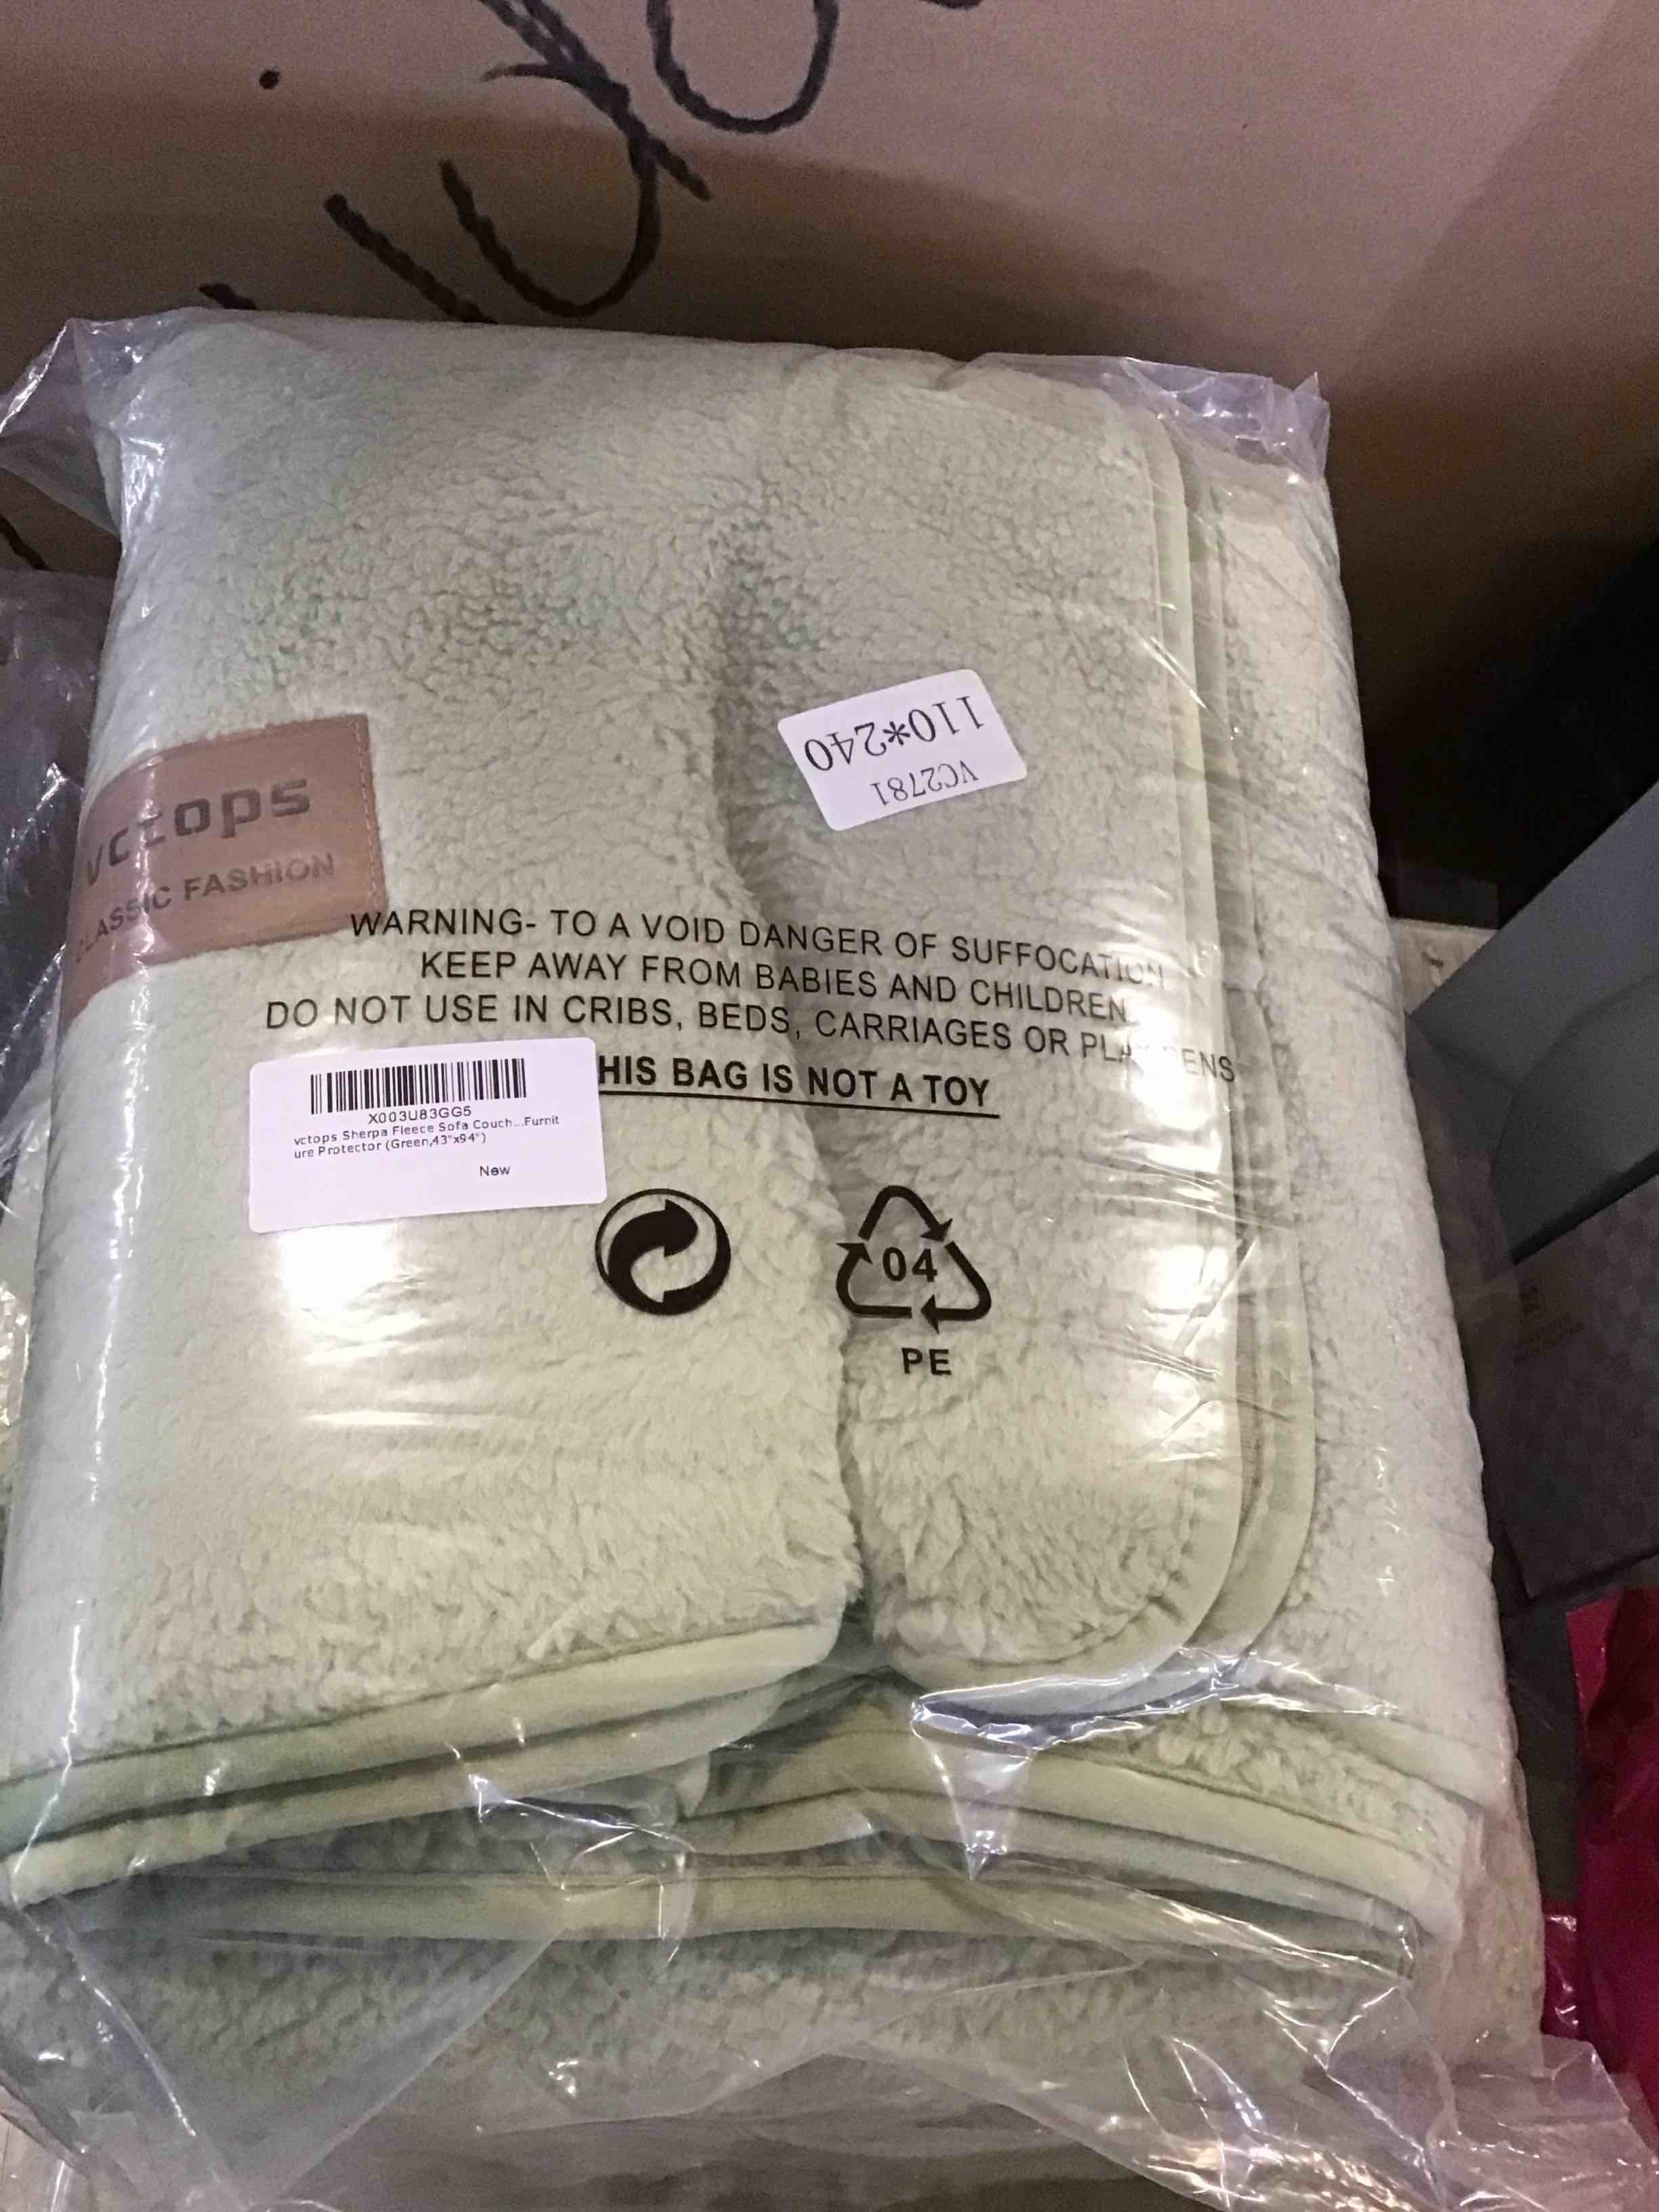 110*240
VC2781
vctops
CLASSIC FASHION
WARNING- TO A VOID DANGER OF SUFFOCATION
KEEP AWAY FROM BABIES AND CHILDREN
DO NOT USE IN CRIBS, BEDS, CARRIAGES OR PLAYPENS
HIS BAG IS NOT A TOY
X003U83GG5
vctops Sherpa Fleece Sofa Couch...Furnit
ure Protector (Green,43"x94")
New
04
PE